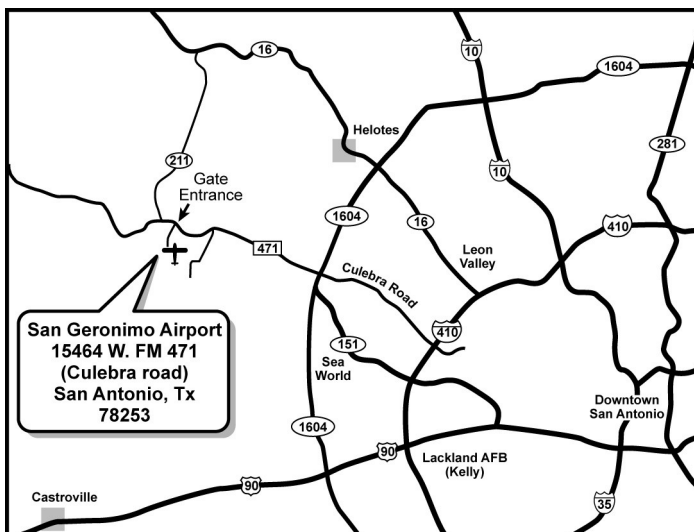 16
10
1604
281
Helotes
211
Gate
Entrance
10
1604
16
410
471
Leon
Valley
Culebra Road
410
San Geronimo Airport
15464 W. FM 471
(Culebra road)
San Antonio, Tx
78253
151
Sea
World
Downtown
San Antonio
1604
90
Lackland AFB
(Kelly)
90
35
Castroville